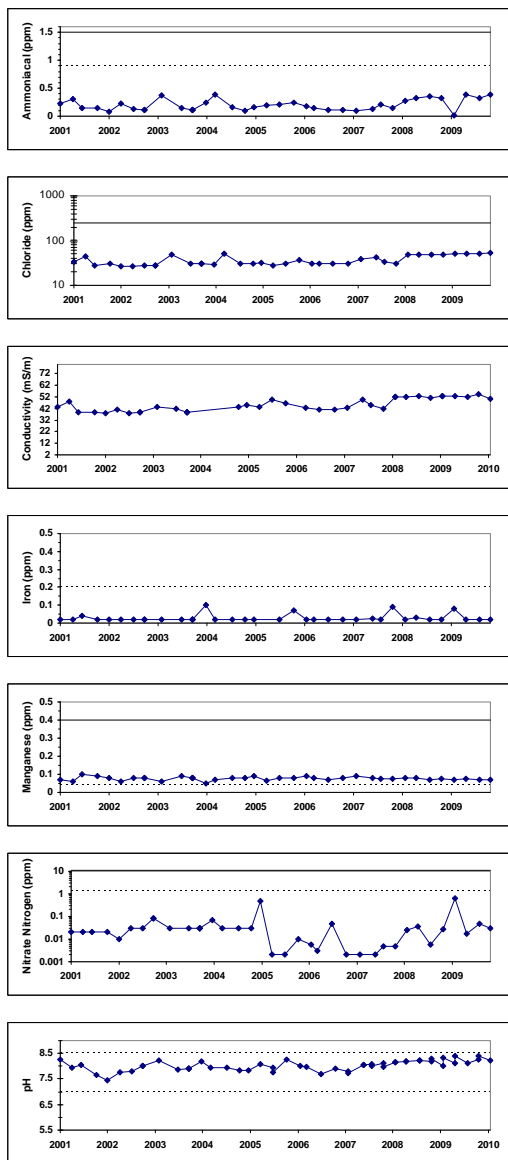 Ammoniacal (ppm)
1.5
1
0.5
0
2001 2002 2003 2004 2005 2006 2007 2008 2009
Chloride (ppm)
1000
100
10
2001 2002 2003 2004 2005 2006 2007 2008 2009
Conductivity (mS/m)
72
62
52
42
32
22
12
2
2001 2002 2003 2004 2005 2006 2007 2008 2009 2010
Iron (ppm)
0.5
0.4
0.3
0.2
0.1
0
2001 2002 2003 2004 2005 2006 2007 2008 2009
Manganese (ppm)
0.5
0.4
0.3
0.2
0.1
0
2001 2002 2003 2004 2005 2006 2007 2008 2009
Nitrate Nitrogen (ppm)
10
1
0.1
0.01
0.001
2001 2002 2003 2004 2005 2006 2007 2008 2009
pH
8.5
7.5
6.5
5.5
2001 2002 2003 2004 2005 2006 2007 2008 2009 2010